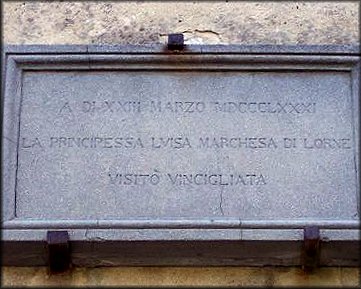 A DI XXIII MARZO MDCCCLXXXI
LA PRINCIPESSA LVISA MARCHESA DI LORNE
VISITÒ VINCIGLIATA